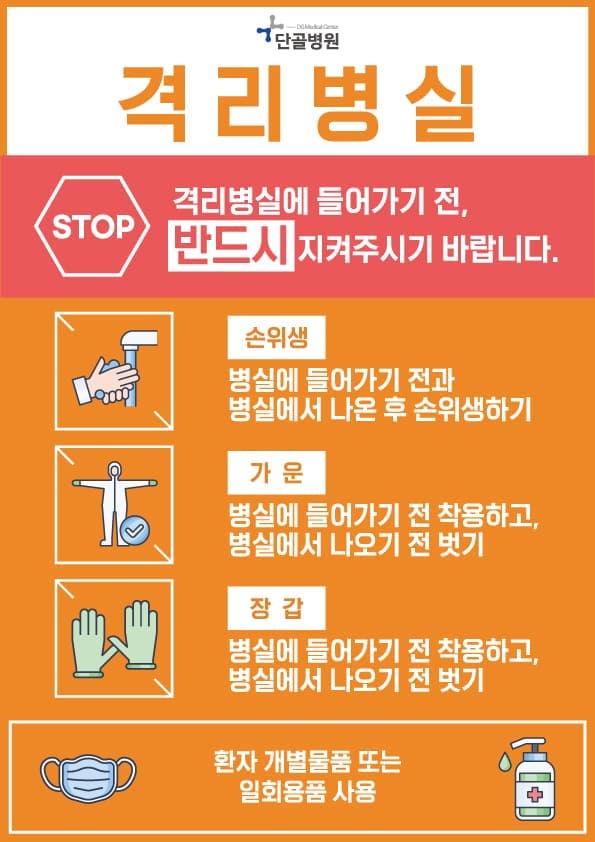 DG Medical Center
단골병원
격리병실
STOP
격리병실에 들어가기 전,
반드시 지켜주시기 바랍니다.
손위생
병실에 들어가기 전과
병실에서 나온 후 손위생하기
가 운
병실에 들어가기 전 착용하고,
병실에서 나오기 전 벗기
장 갑
병실에 들어가기 전 착용하고,
병실에서 나오기 전 벗기
환자 개별물품 또는
일회용품 사용